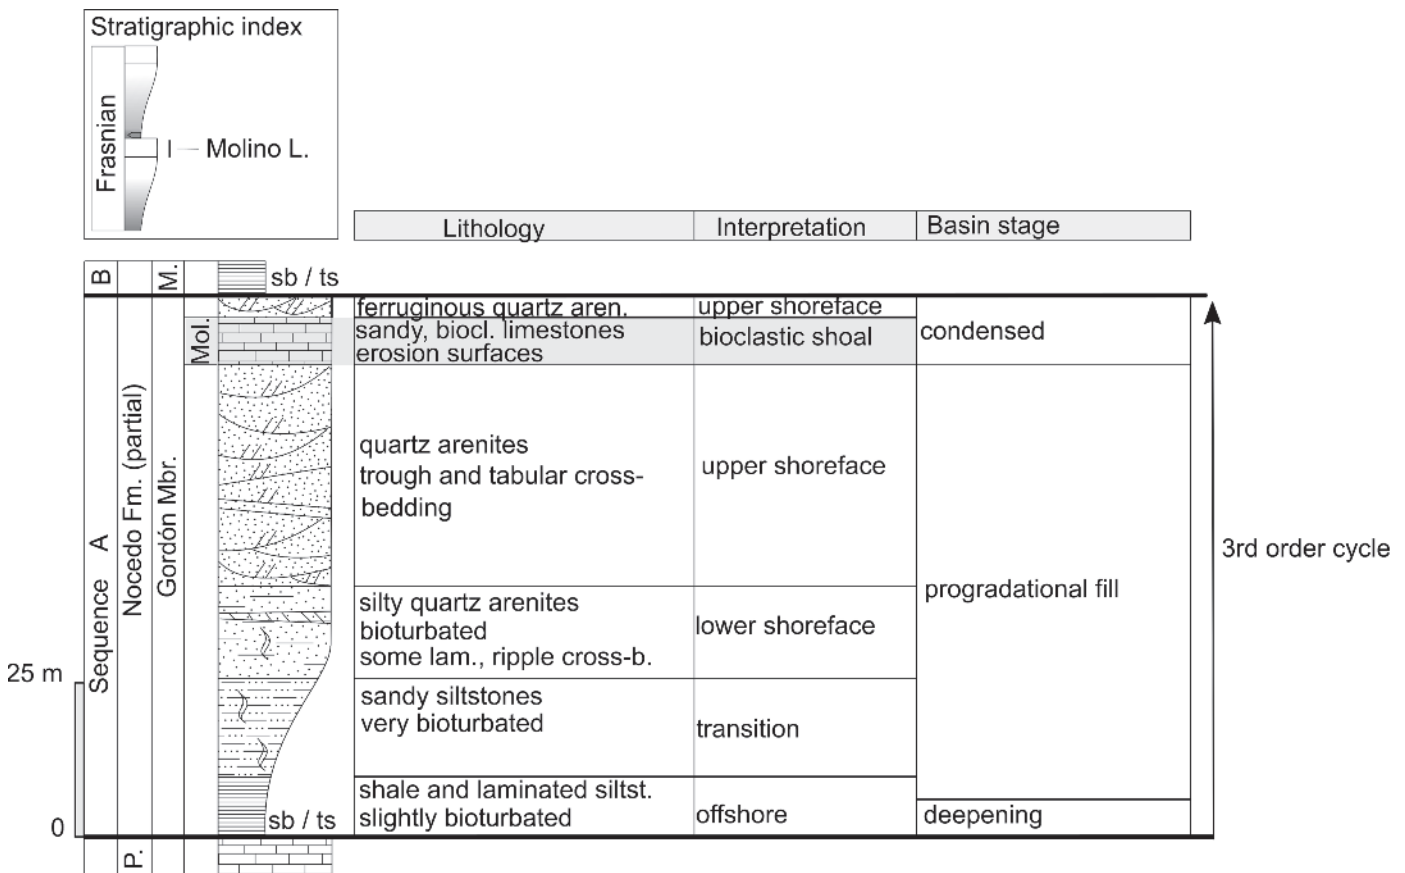 Stratigraphic index
Frasnian
I
Molino L.
Lithology
Interpretation
Basin stage
B
M.
sb / ts
ferruginous quartz aren.
upper shoreface
Mol.
sandy, biocl. limestones
erosion surfaces
bioclastic shoal
condensed
Sequence A
Nocedo Fm. (partial)
Gordón Mbr.
quartz arenites
trough and tabular cross-
bedding
upper shoreface
3rd order cycle
progradational fill
silty quartz arenites
bioturbated
some lam., ripple cross-b.
lower shoreface
25 m
sandy siltstones
very bioturbated
transition
shale and laminated siltst.
slightly bioturbated
offshore
deepening
0
sb / ts
P.